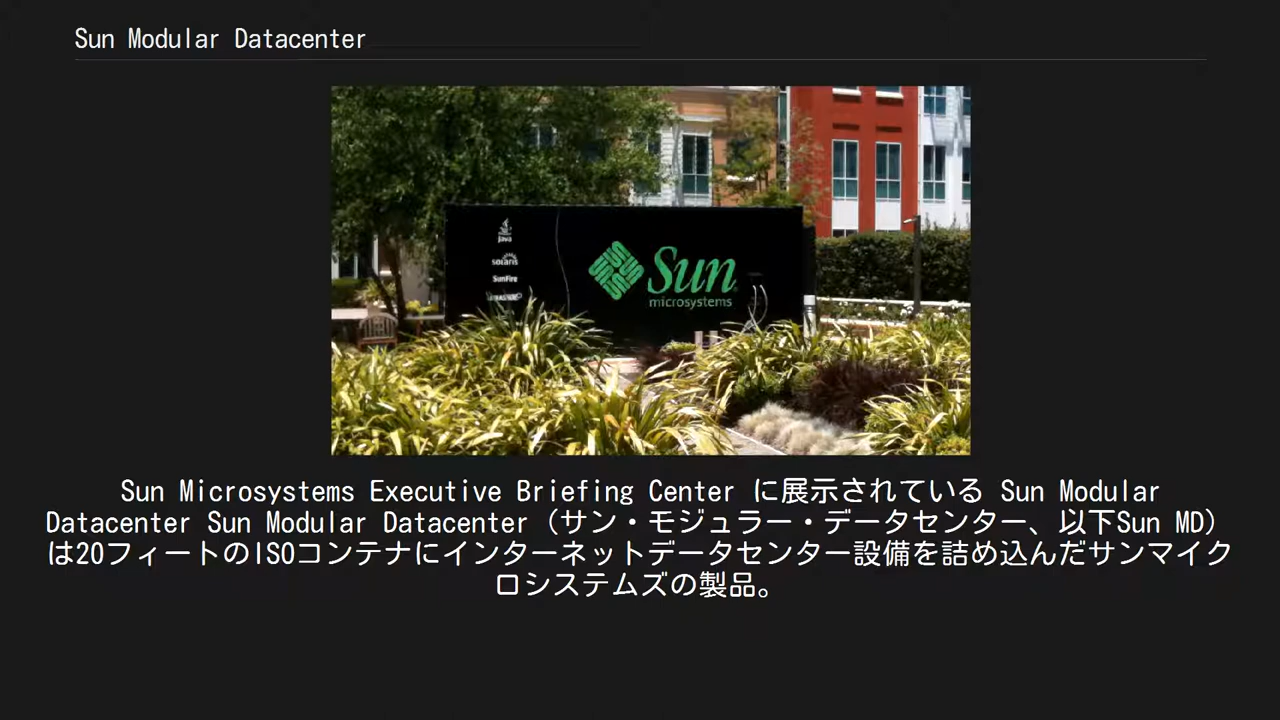 Sun Modular Datacenter
Java
solaris
SunFire
Sun
microsystems
Sun Microsystems Executive Briefing Center に展示されている Sun Modular
Datacenter Sun Modular Datacenter（サン・モジュラー・データセンター、以下Sun MD）
は20フィートのISOコンテナにインターネットデータセンター設備を詰め込んだサンマイク
ロシステムズの製品。